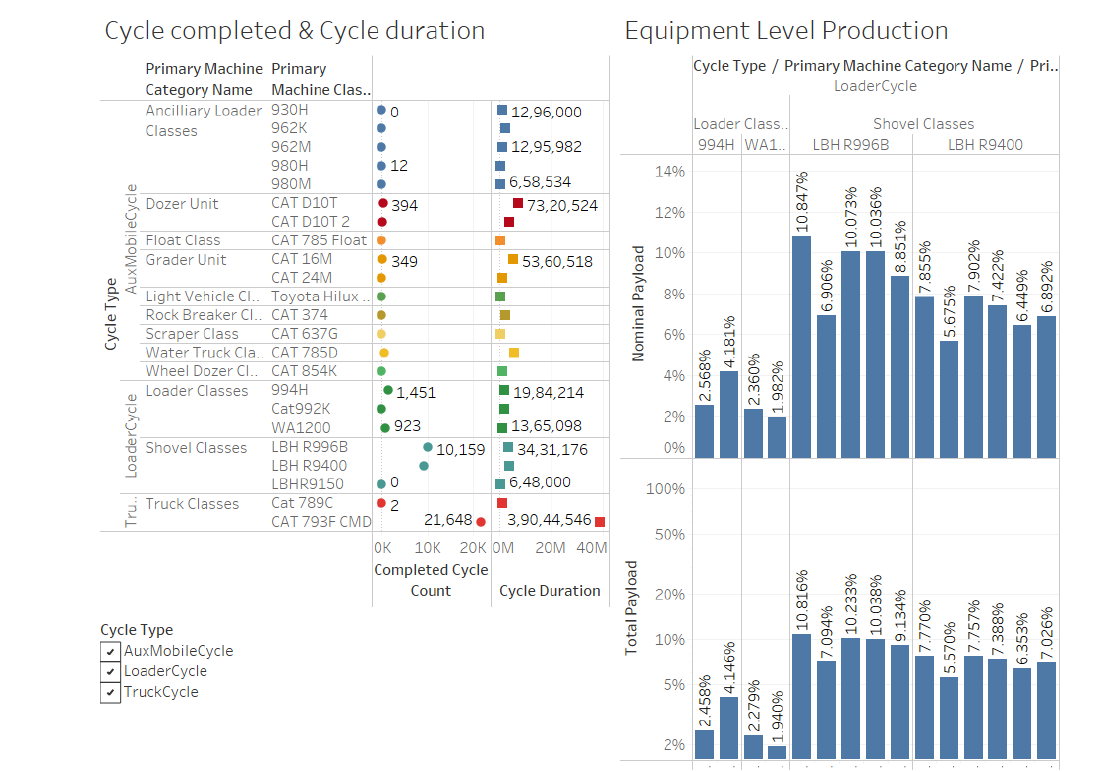 Cycle completed & Cycle duration
Primary Machine Category Name
Primary Machine Clas..
Cycle Type
AuxMobileCycle
Ancilliary Loader Classes
930H 0 12,96,000
962K
962M 12,95,982
980H 12
980M 6,58,534
Dozer Unit CAT D10T 394 73,20,524
CAT D10T 2
Float Class CAT 785 Float
Grader Unit CAT 16M 349 53,60,518
CAT 24M
Light Vehicle Cl.. Toyota Hilux ..
Rock Breaker Cl.. CAT 374
Scraper Class CAT 637G
Water Truck Cla.. CAT 785D
Wheel Dozer Cl.. CAT 854K
LoaderCycle
Loader Classes 994H 1,451 19,84,214
Cat992K
WA1200 923 13,65,098
Shovel Classes LBH R996B 10,159 34,31,176
LBH R9400
LBHR9150 0 6,48,000
Tru..
Truck Classes Cat 789C 2
CAT 793F CMD 21,648 3,90,44,546
0K 10K 20K 0M 20M 40M
Completed Cycle Count
Cycle Duration
Cycle Type
AuxMobileCycle
LoaderCycle
TruckCycle
Equipment Level Production
Cycle Type / Primary Machine Category Name / Pri..
LoaderCycle
Loader Class.. Shovel Classes
994H WA1.. LBH R996B LBH R9400
Nominal Payload
14%
12%
10%
8%
6%
4%
2%
0%
2.568% 4.181% 2.360% 1.982% 10.847% 6.906% 10.073% 10.036% 8.851% 7.855% 5.675% 7.902% 7.422% 6.449% 6.892%
Total Payload
100%
50%
20%
10%
5%
2%
2.458% 4.146% 2.279% 1.940% 10.816% 7.094% 10.233% 10.038% 9.134% 7.770% 5.570% 7.757% 7.388% 6.353% 7.026%